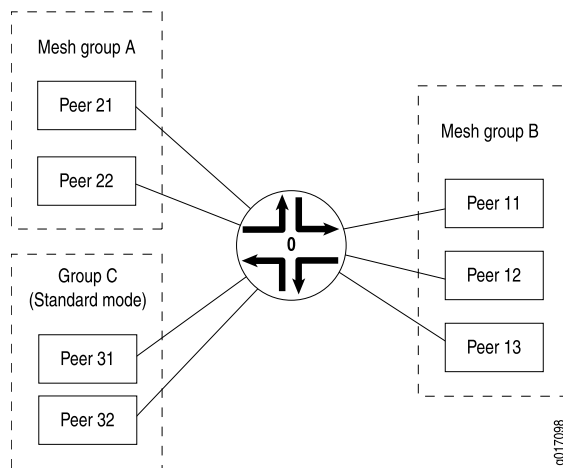 Mesh group A
Peer 21
Peer 22
Mesh group B
Peer 11
Peer 12
Peer 13
0
Group C
(Standard mode)
Peer 31
Peer 32
g017098